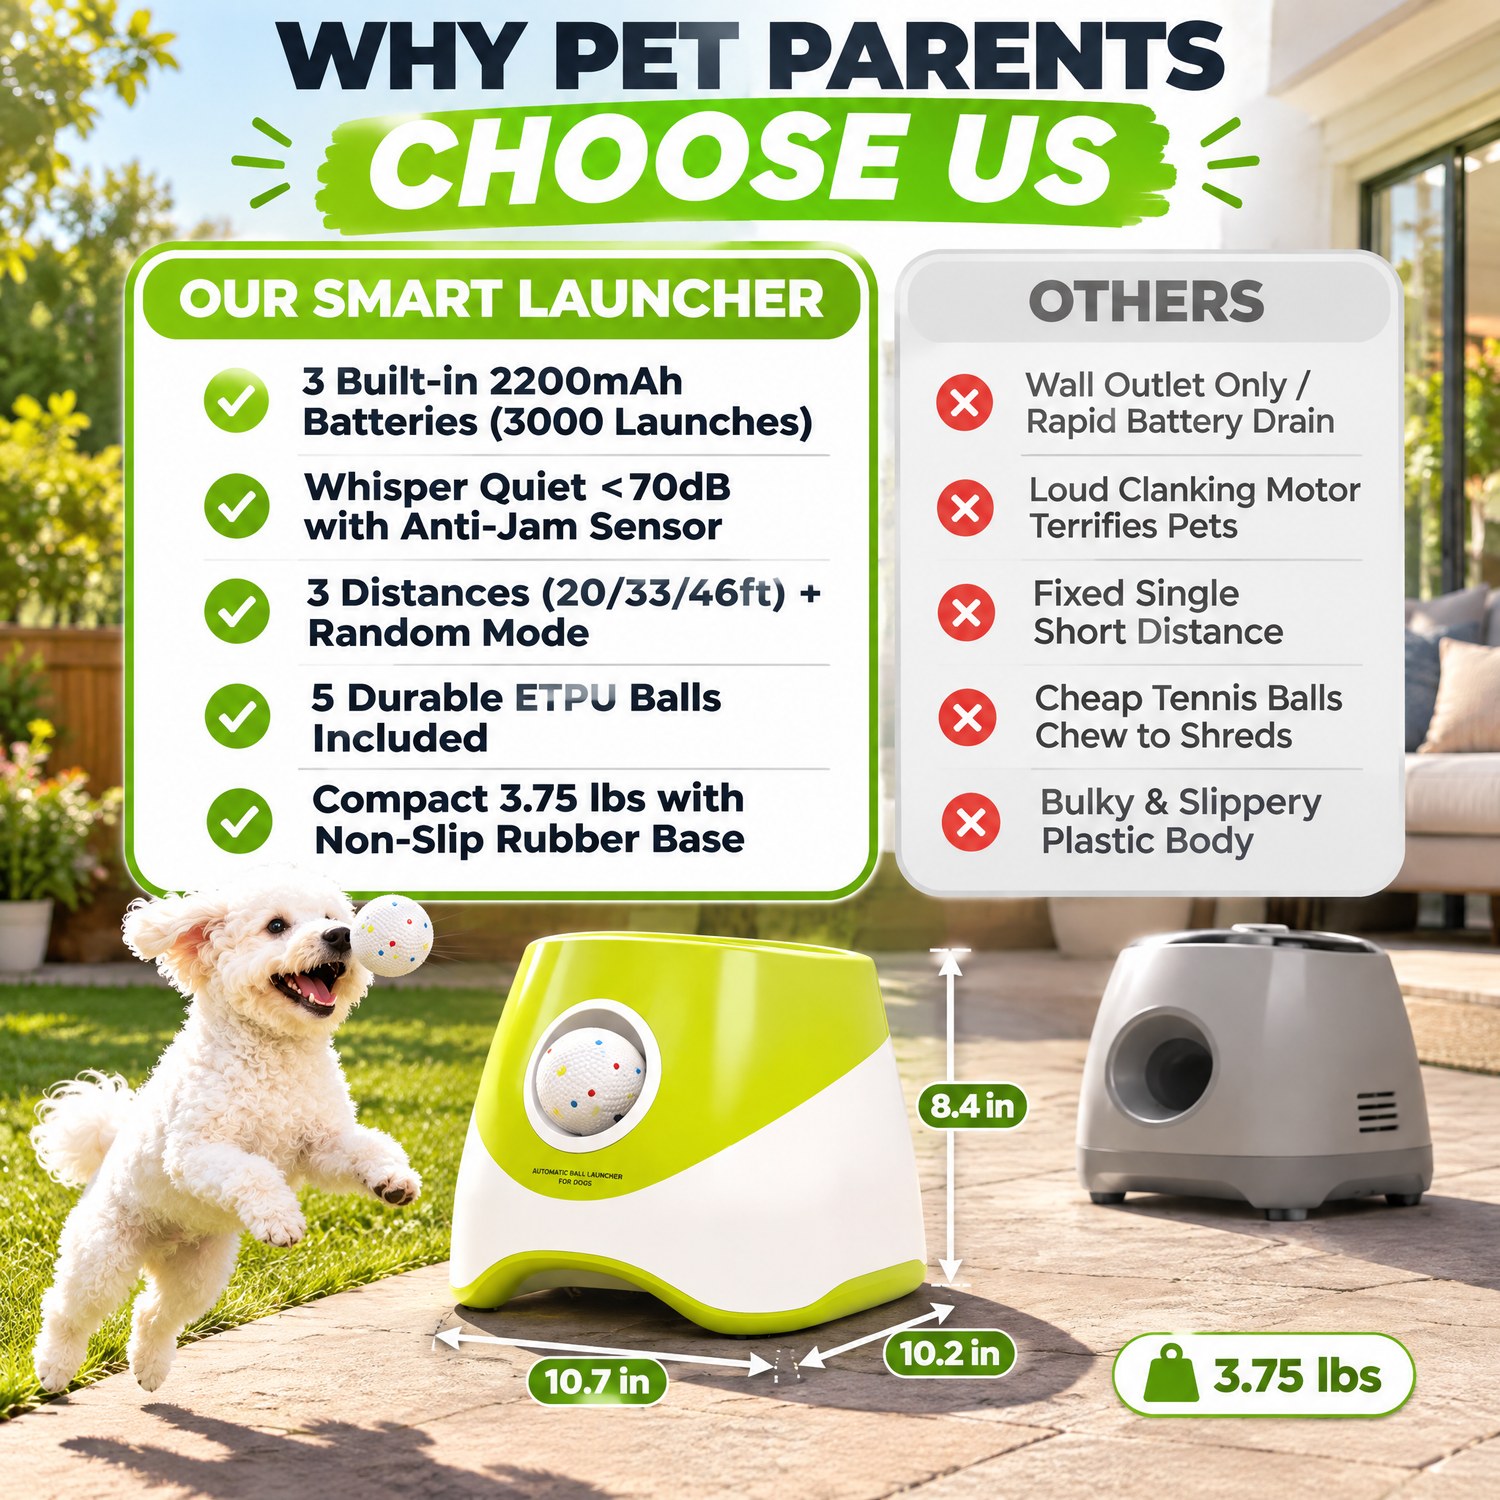 WHY PET PARENTS
CHOOSE US
OUR SMART LAUNCHER
3 Built-in 2200mAh
Batteries (3000 Launches)
Whisper Quiet <70dB
with Anti-Jam Sensor
3 Distances (20/33/46ft) +
Random Mode
5 Durable ETPU Balls
Included
Compact 3.75 lbs with
Non-Slip Rubber Base
OTHERS
Wall Outlet Only /
Rapid Battery Drain
Loud Clanking Motor
Terrifies Pets
Fixed Single
Short Distance
Cheap Tennis Balls
Chew to Shreds
Bulky & Slippery
Plastic Body
AUTOMATIC BALL LAUNCHER
FOR DOGS
8.4 in
10.7 in
10.2 in
3.75 lbs